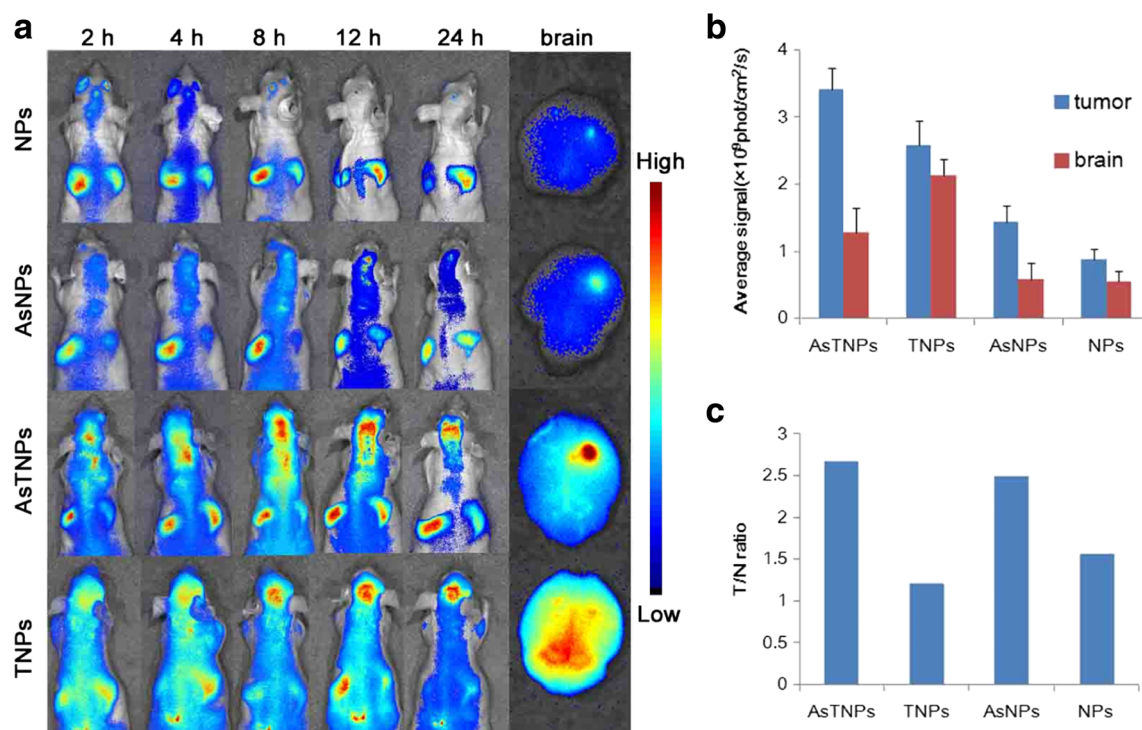 a
2 h 4 h 8 h 12 h 24 h brain
NPs
AsNPs
AsTNPs
TNPs
High
Low
b
Average signal(×10⁸phot/cm²/s)
4
3
2
1
0
tumor
brain
AsTNPs TNPs AsNPs NPs
c
T/N ratio
3
2.5
2
1.5
1
0.5
0
AsTNPs TNPs AsNPs NPs